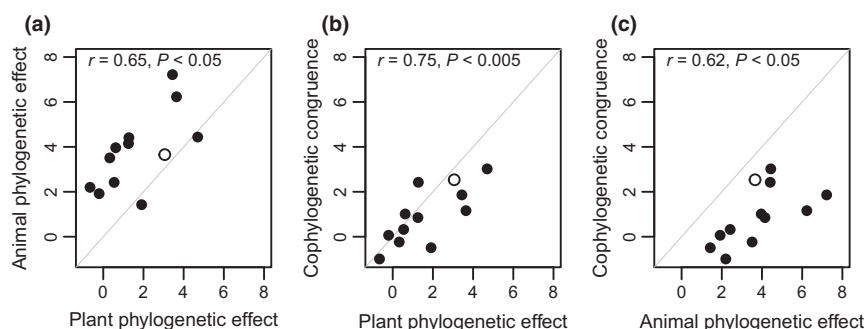 (a)
r = 0.65, P < 0.05
Animal phylogenetic effect
8
6
4
2
0
0 2 4 6 8
Plant phylogenetic effect
(b)
r = 0.75, P < 0.005
Cophylogenetic congruence
8
6
4
2
0
0 2 4 6 8
Plant phylogenetic effect
(c)
r = 0.62, P < 0.05
Cophylogenetic congruence
8
6
4
2
0
0 2 4 6 8
Animal phylogenetic effect